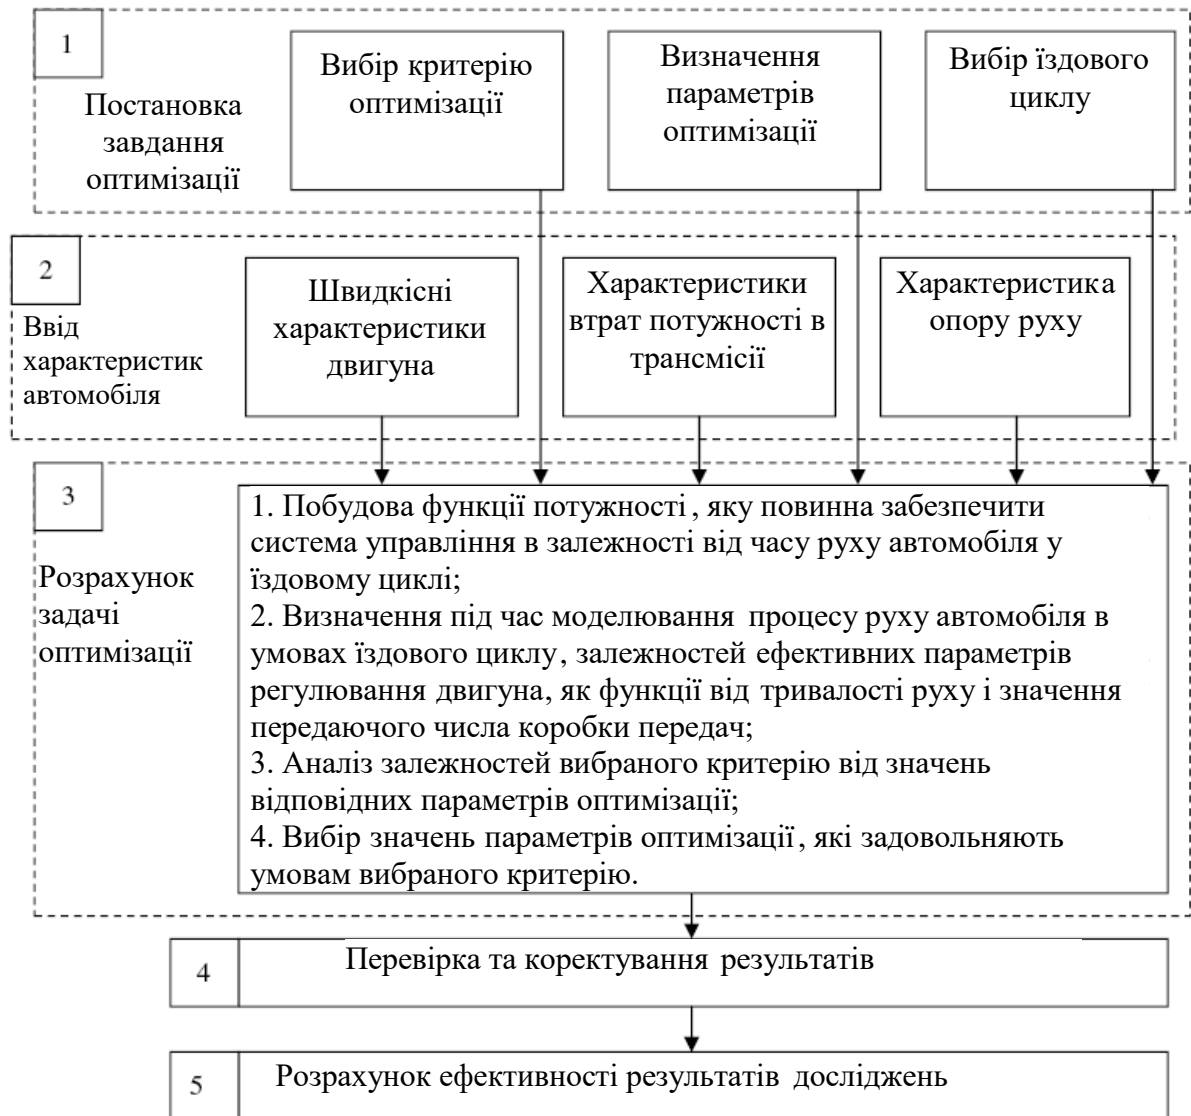 1
Постановка
завдання
оптимізації
Вибір критерію
оптимізації
Визначення
параметрів
оптимізації
Вибір їздового
циклу
2
Ввід
характеристик
автомобіля
Швидкісні
характеристики
двигуна
Характеристики
втрат потужності в
трансмісії
Характеристика
опору руху
3
Розрахунок
задачі
оптимізації
1. Побудова функції потужності, яку повинна забезпечити
система управління в залежності від часу руху автомобіля у
їздовому циклі;
2. Визначення під час моделювання процесу руху автомобіля в
умовах їздового циклу, залежностей ефективних параметрів
регулювання двигуна, як функції від тривалості руху і значення
передаючого числа коробки передач;
3. Аналіз залежностей вибраного критерію від значень
відповідних параметрів оптимізації;
4. Вибір значень параметрів оптимізації, які задовольняють
умовам вибраного критерію.
4
Перевірка та коректування результатів
5
Розрахунок ефективності результатів досліджень